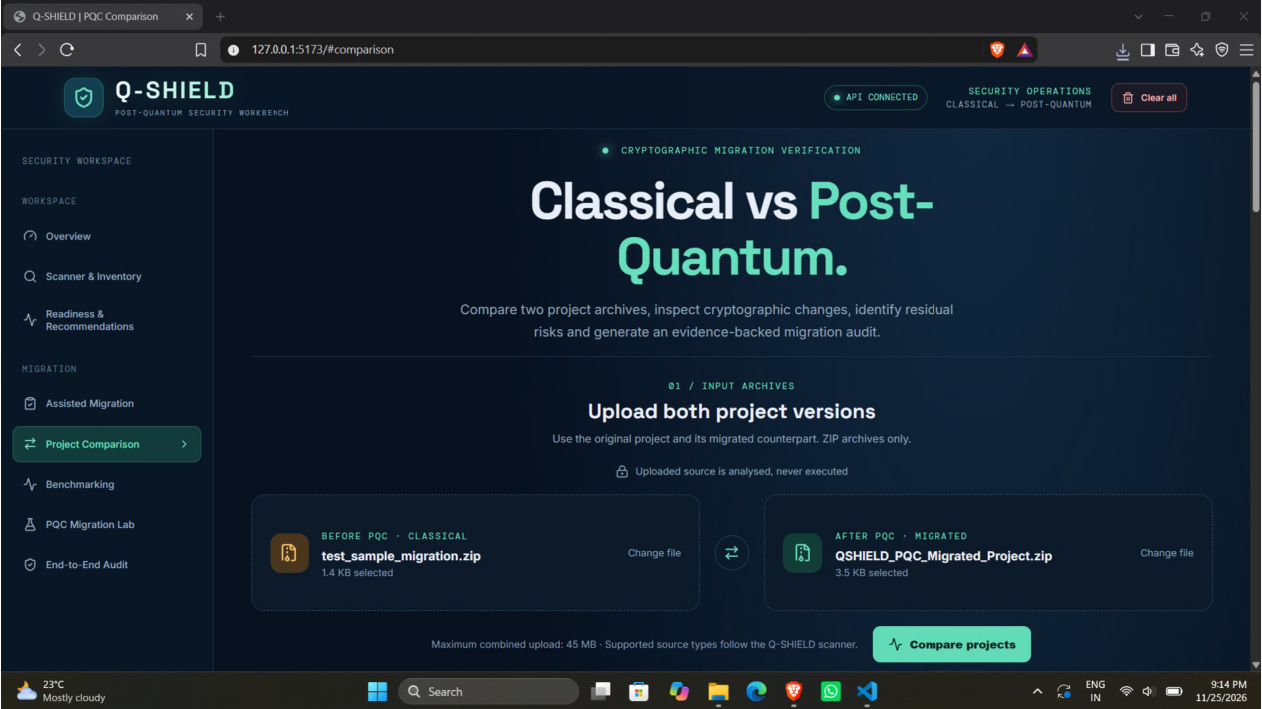 Q-SHIELD | PQC Comparison
127.0.0.1:5173/#comparison
Q-SHIELD
POST-QUANTUM SECURITY WORKBENCH
API CONNECTED
SECURITY OPERATIONS
CLASSICAL → POST-QUANTUM
Clear all
SECURITY WORKSPACE
WORKSPACE
Overview
Scanner & Inventory
Readiness &
Recommendations
MIGRATION
Assisted Migration
Project Comparison
Benchmarking
PQC Migration Lab
End-to-End Audit
CRYPTOGRAPHIC MIGRATION VERIFICATION
Classical vs Post-
Quantum.
Compare two project archives, inspect cryptographic changes, identify residual
risks and generate an evidence-backed migration audit.
01 / INPUT ARCHIVES
Upload both project versions
Use the original project and its migrated counterpart. ZIP archives only.
Uploaded source is analysed, never executed
BEFORE PQC · CLASSICAL
test_sample_migration.zip
1.4 KB selected
Change file
AFTER PQC · MIGRATED
QSHIELD_PQC_Migrated_Project.zip
3.5 KB selected
Change file
Maximum combined upload: 45 MB · Supported source types follow the Q-SHIELD scanner.
Compare projects
23°C
Mostly cloudy
Search
ENG
IN
9:14 PM
11/25/2026